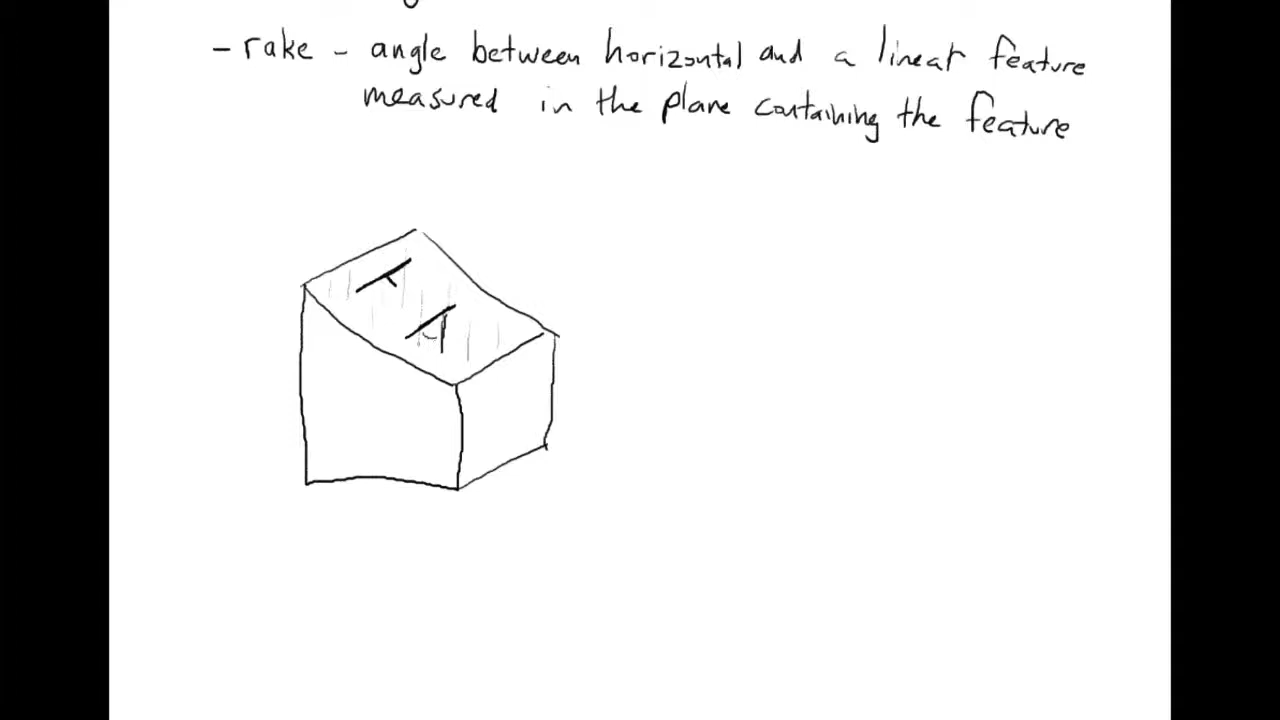 - rake - angle between horizontal and a linear feature
measured in the plane containing the feature